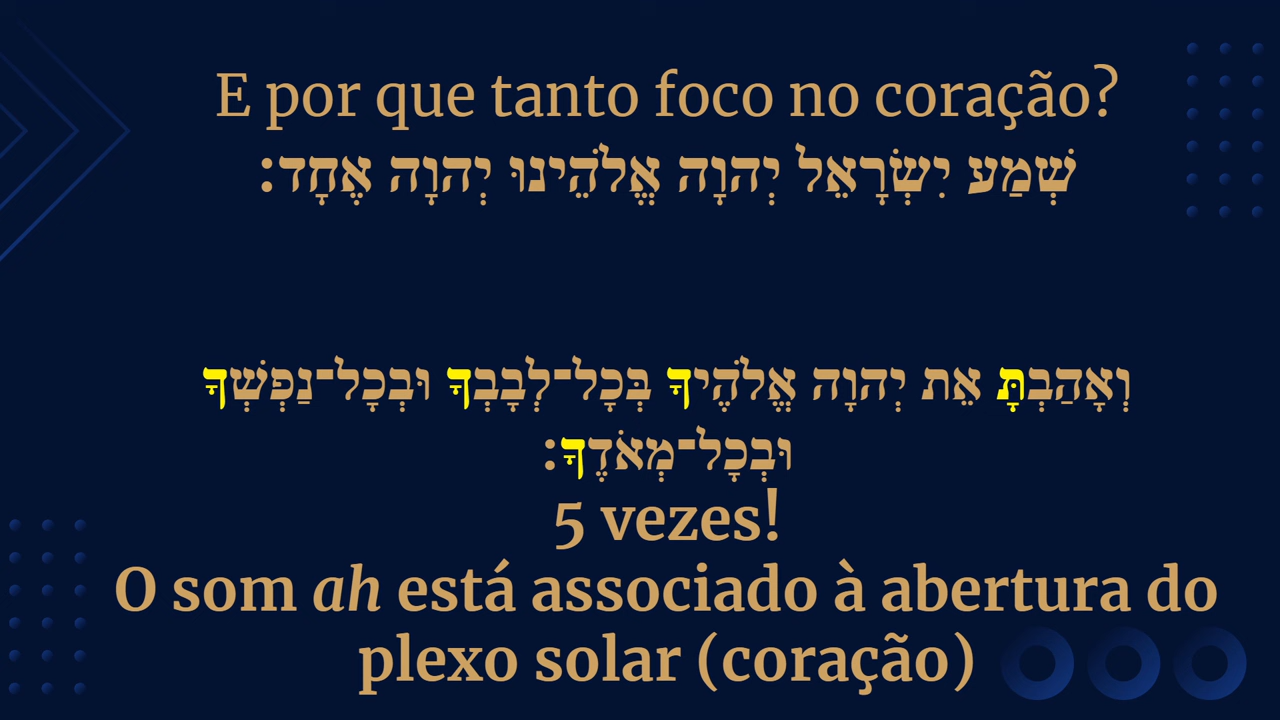 E por que tanto foco no coração?
שְׁמַע יִשְׂרָאֵל יְהוָה אֱלֹהֵינוּ יְהוָה אֶחָד׃
וְאָהַבְתָּ אֵת יְהוָה אֱלֹהֶיךָ בְּכָל־לְבָבְךָ וּבְכָל־נַפְשְׁךָ
וּבְכָל־מְאֹדֶךָ׃
5 vezes!
O som ah está associado à abertura do
plexo solar (coração)